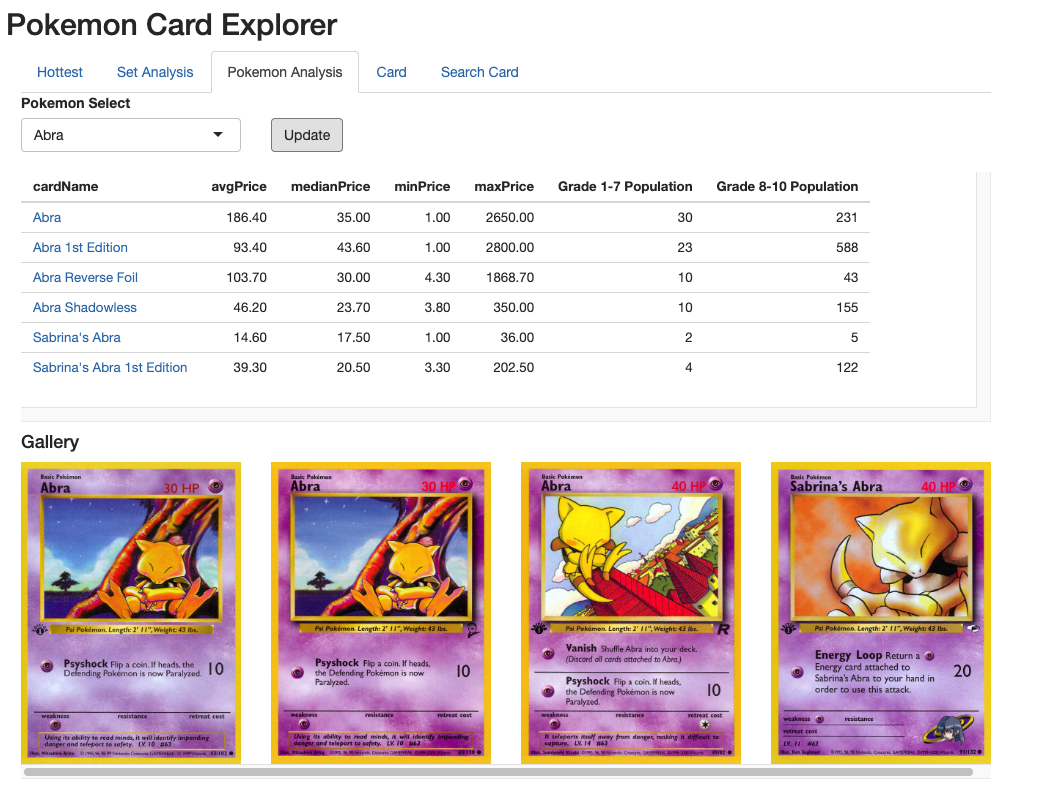 Pokemon Card Explorer
Hottest Set Analysis Pokemon Analysis Card Search Card
Pokemon Select
Abra Update
cardName avgPrice medianPrice minPrice maxPrice Grade 1-7 Population Grade 8-10 Population
Abra 186.40 35.00 1.00 2650.00 30 231
Abra 1st Edition 93.40 43.60 1.00 2800.00 23 588
Abra Reverse Foil 103.70 30.00 4.30 1868.70 10 43
Abra Shadowless 46.20 23.70 3.80 350.00 10 155
Sabrina's Abra 14.60 17.50 1.00 36.00 2 5
Sabrina's Abra 1st Edition 39.30 20.50 3.30 202.50 4 122
Gallery
Basic Pokémon
Abra 30 HP
Psi Pokémon. Length: 2' 11", Weight: 43 lbs.
Psyshock Flip a coin. If heads, the
Defending Pokémon is now Paralyzed. 10
weakness resistance retreat cost
Using its ability to read minds, it will identify impending
danger and teleport to safety. LV. 10 #63
Basic Pokémon
Abra 30 HP
Psi Pokémon. Length: 2' 11", Weight: 43 lbs.
Psyshock Flip a coin. If heads,
the Defending Pokémon is now 10
Paralyzed.
weakness resistance retreat cost
Using its ability to read minds, it will identify impending
danger and teleport to safety. LV. 10 #63
Basic Pokémon
Abra 40 HP
Psi Pokémon. Length: 2' 11", Weight: 43 lbs.
R
Vanish Shuffle Abra into your deck.
(Discard all cards attached to Abra.)
Psyshock Flip a coin. If heads,
the Defending Pokémon is now 10
Paralyzed.
weakness resistance retreat cost
It teleports itself away from danger, making it difficult to
capture. LV. 14 #63
Basic Pokémon
Sabrina's Abra 40 HP
Psi Pokémon. Length: 2' 11", Weight: 43 lbs.
Energy Loop Return a
Energy card attached to
Sabrina's Abra to your hand in 20
order to use this attack.
weakness resistance
retreat cost
LV. 11 #63